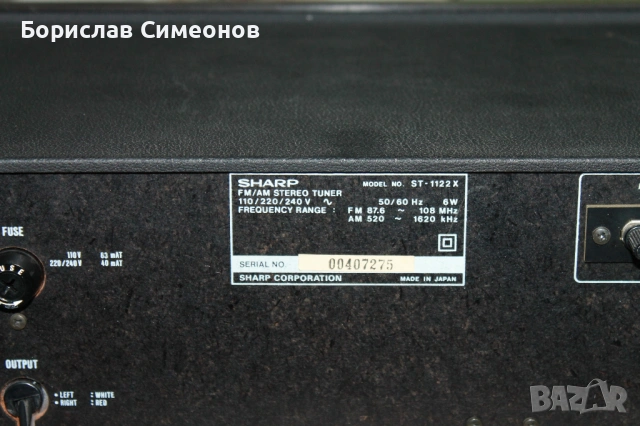 Борислав Симеонов
SHARP MODEL NO. ST-1122X
FM/AM STEREO TUNER
110/220/240 V ∿ 50/60 Hz 6W
FREQUENCY RANGE : FM 87.6 ~ 108 MHz
AM 520 ~ 1620 kHz
SERIAL NO. 00407275
SHARP CORPORATION MADE IN JAPAN
FUSE
110V 63 mAT
220/240V 40 mAT
OUTPUT
• LEFT : WHITE
• RIGHT : RED
BAZAR